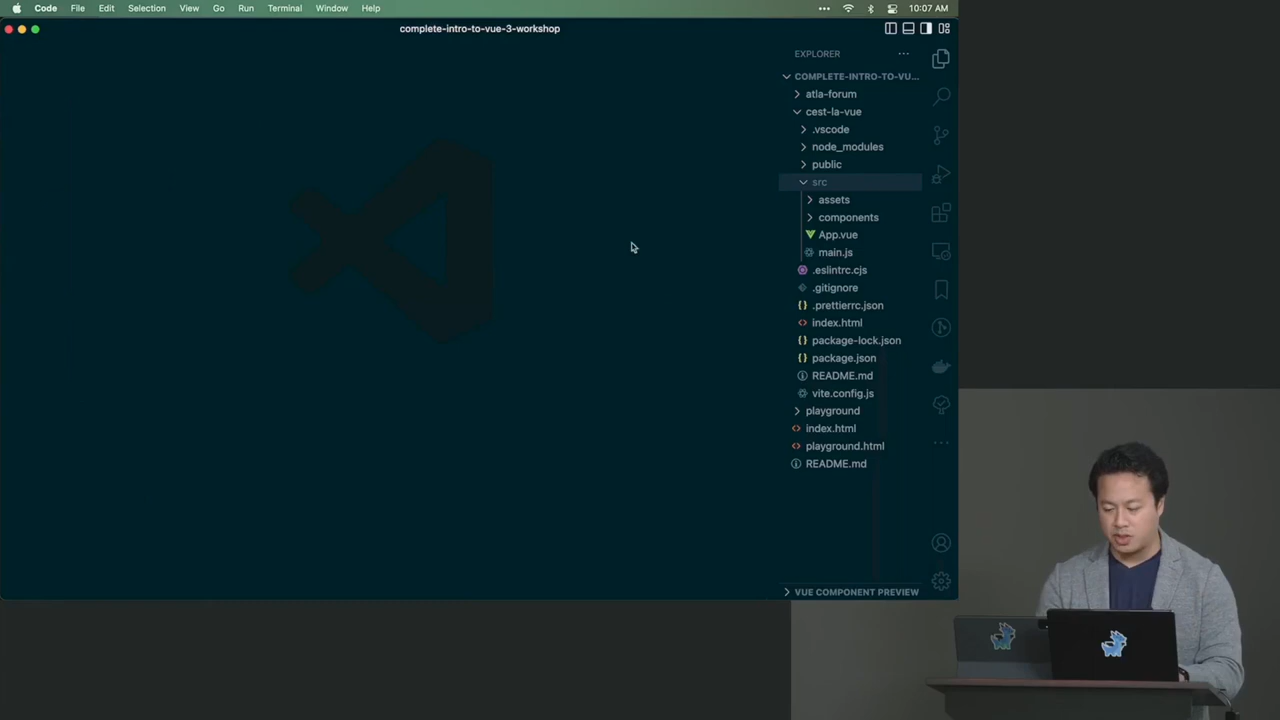 Code File Edit Selection View Go Run Terminal Window Help 10:07 AM
complete-intro-to-vue-3-workshop
EXPLORER
COMPLETE-INTRO-TO-VU...
atla-forum
cest-la-vue
.vscode
node_modules
public
src
assets
components
App.vue
main.js
.eslintrc.cjs
.gitignore
.prettierrc.json
index.html
package-lock.json
package.json
README.md
vite.config.js
playground
index.html
playground.html
README.md
VUE COMPONENT PREVIEW